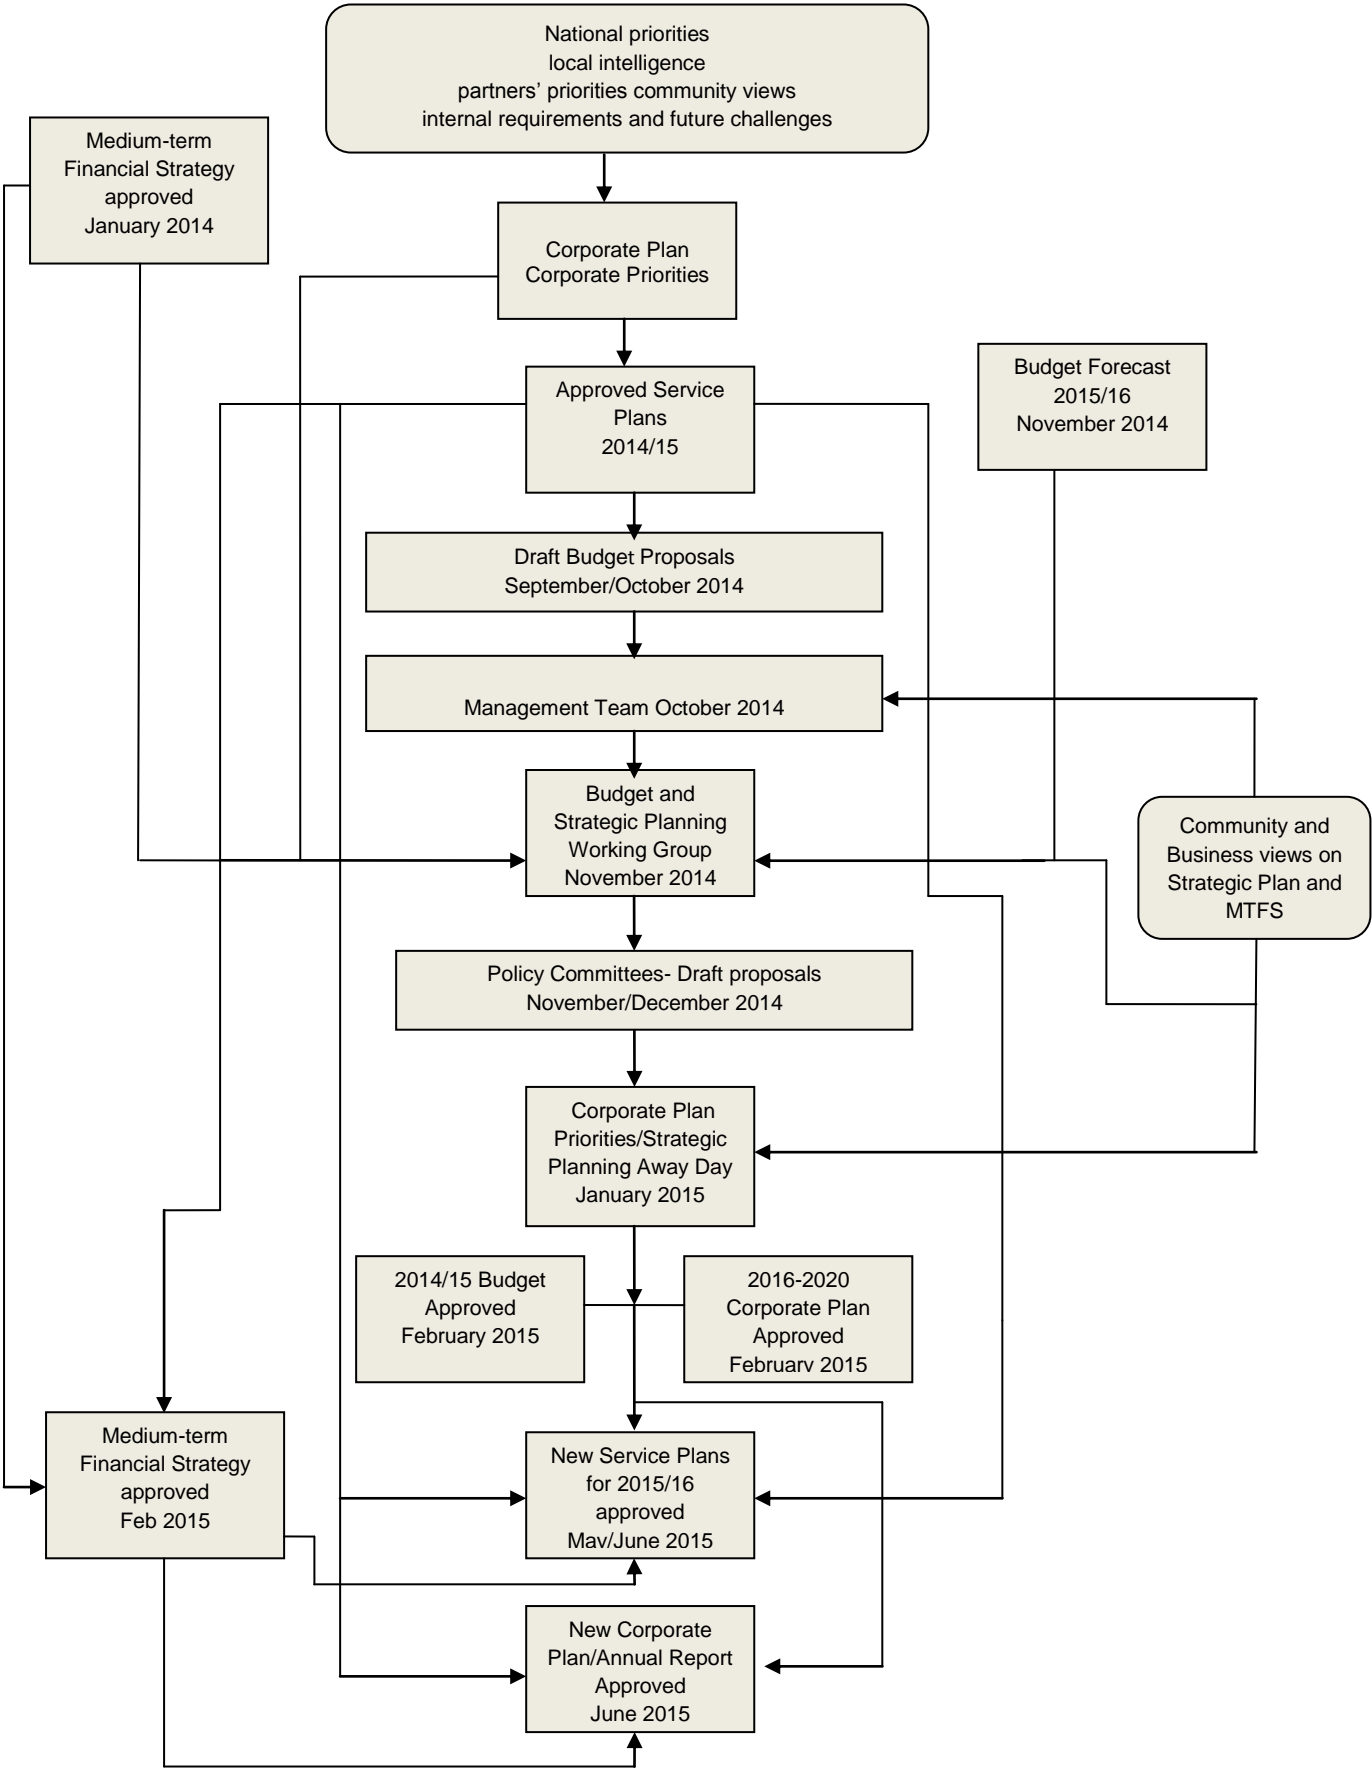 National priorities
local intelligence
partners’ priorities community views
internal requirements and future challenges
Medium-term
Financial Strategy
approved
January 2014
Corporate Plan
Corporate Priorities
Approved Service
Plans
2014/15
Budget Forecast
2015/16
November 2014
Draft Budget Proposals
September/October 2014
Management Team October 2014
Budget and
Strategic Planning
Working Group
November 2014
Community and
Business views on
Strategic Plan and
MTFS
Policy Committees- Draft proposals
November/December 2014
Corporate Plan
Priorities/Strategic
Planning Away Day
January 2015
2014/15 Budget
Approved
February 2015
2016-2020
Corporate Plan
Approved
February 2015
Medium-term
Financial Strategy
approved
Feb 2015
New Service Plans
for 2015/16
approved
May/June 2015
New Corporate
Plan/Annual Report
Approved
June 2015